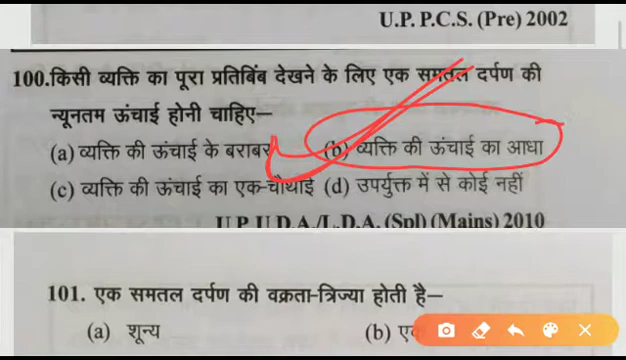 U.P. P.C.S. (Pre) 2002
100.किसी व्यक्ति का पूरा प्रतिबिंब देखने के लिए एक समतल दर्पण की
न्यूनतम ऊंचाई होनी चाहिए–
(a) व्यक्ति की ऊंचाई के बराबर (b) व्यक्ति की ऊंचाई का आधा
(c) व्यक्ति की ऊंचाई का एक-चौथाई (d) उपर्युक्त में से कोई नहीं
U.P.U.D.A./L.D.A. (Spl) (Mains) 2010
101. एक समतल दर्पण की वक्रता-त्रिज्या होती है–
(a) शून्य (b)